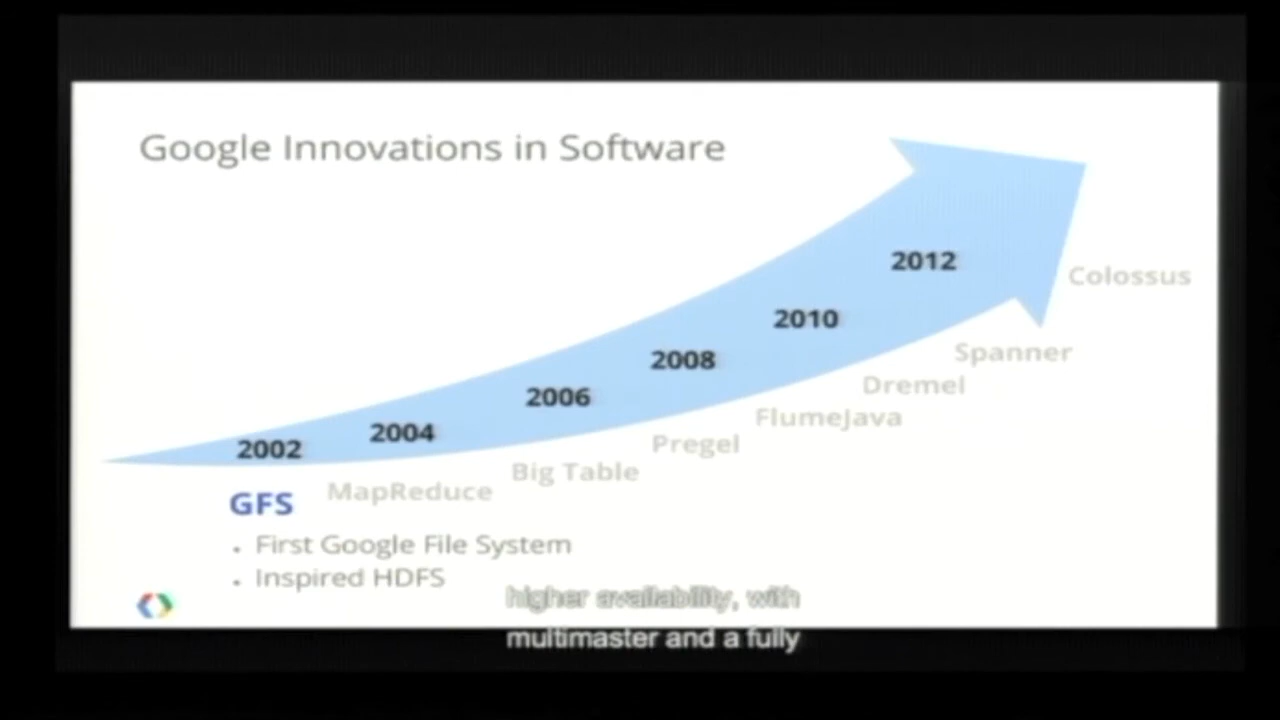 Google Innovations in Software
2012
Colossus
2010
Spanner
2008
Dremel
2006
FlumeJava
2004
Pregel
2002
Big Table
MapReduce
GFS
• First Google File System
• Inspired HDFS
higher availability, with
multimaster and a fully